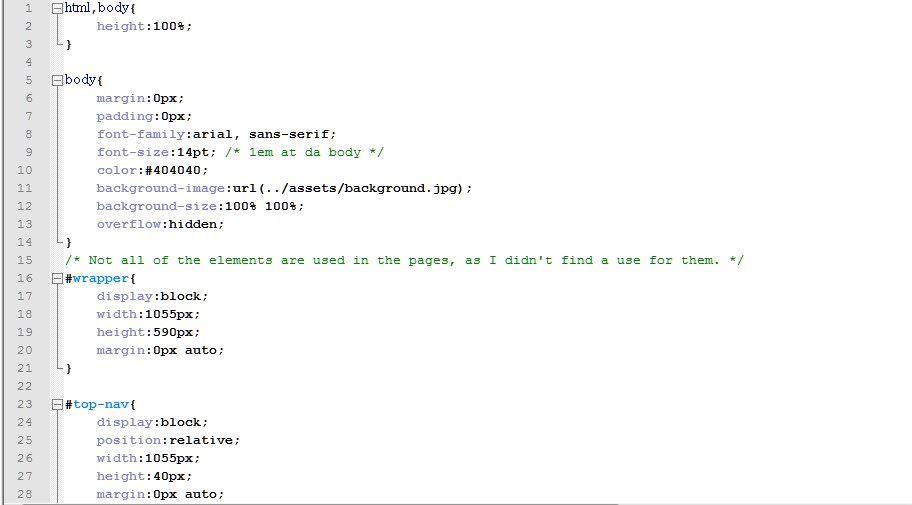 1 html,body{
2 height:100%;
3 }
4
5 body{
6 margin:0px;
7 padding:0px;
8 font-family:arial, sans-serif;
9 font-size:14pt; /* 1em at da body */
10 color:#404040;
11 background-image:url(../assets/background.jpg);
12 background-size:100% 100%;
13 overflow:hidden;
14 }
15 /* Not all of the elements are used in the pages, as I didn't find a use for them. */
16 #wrapper{
17 display:block;
18 width:1055px;
19 height:590px;
20 margin:0px auto;
21 }
22
23 #top-nav{
24 display:block;
25 position:relative;
26 width:1055px;
27 height:40px;
28 margin:0px auto;